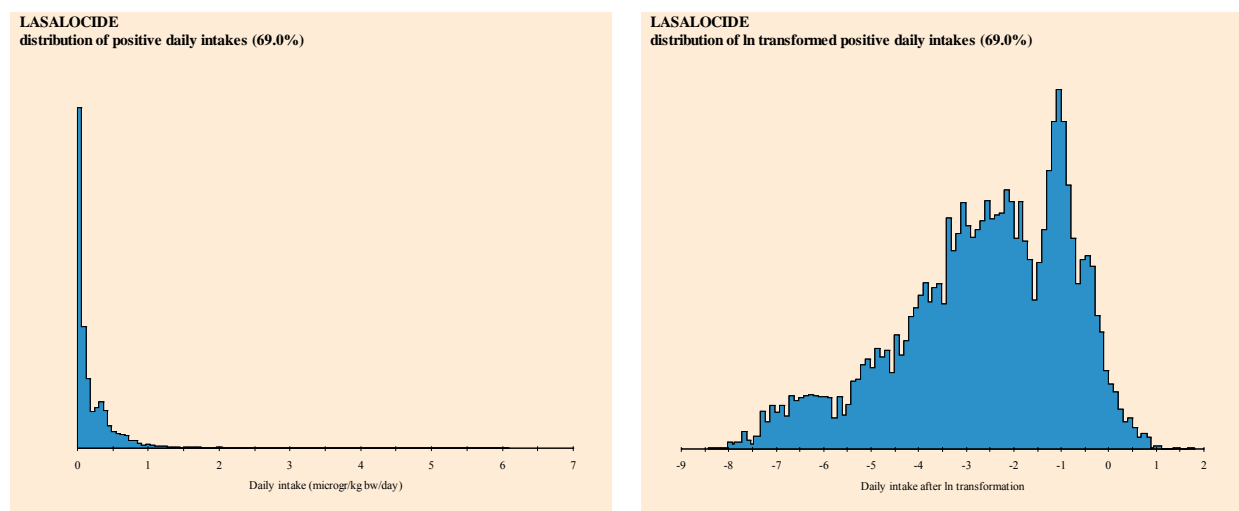 LASALOCIDE
distribution of positive daily intakes (69.0%)
0 1 2 3 4 5 6 7
Daily intake (microgr/kg bw/day)
LASALOCIDE
distribution of ln transformed positive daily intakes (69.0%)
-9 -8 -7 -6 -5 -4 -3 -2 -1 0 1 2
Daily intake after ln transformation